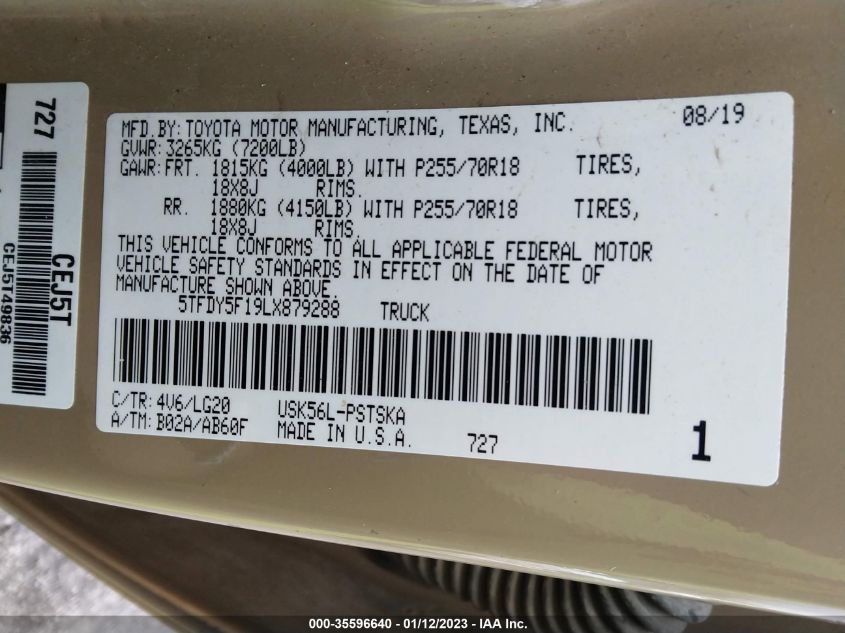 MFD.BY:TOYOTA MOTOR MANUFACTURING, TEXAS, INC. 08/19
GVWR:3265KG (7200LB)
GAWR:FRT. 1815KG (4000LB) WITH P255/70R18 TIRES,
18X8J RIMS.
RR. 1880KG (4150LB) WITH P255/70R18 TIRES,
18X8J RIMS.
THIS VEHICLE CONFORMS TO ALL APPLICABLE FEDERAL MOTOR
VEHICLE SAFETY STANDARDS IN EFFECT ON THE DATE OF
MANUFACTURE SHOWN ABOVE.
5TFDY5F19LX879288 TRUCK
C/TR:4V6/LG20 USK56L-PSTSKA
A/TM:B02A/AB60F MADE IN U.S.A. 727 1
727
CEJ5T
CEJ5T49836
000-35596640 - 01/12/2023 - IAA Inc.